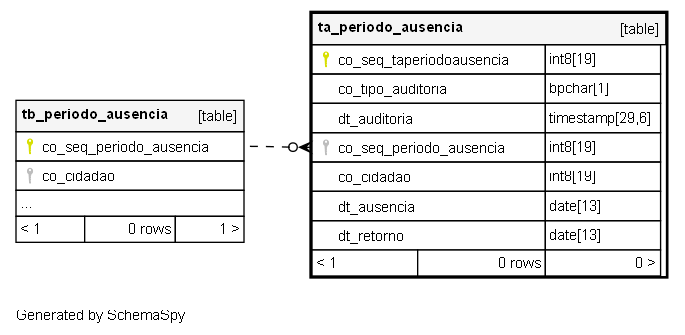 ta_periodo_ausencia [table]
co_seq_taperiodoausencia int8[19]
co_tipo_auditoria bpchar[1]
dt_auditoria timestamp[29,6]
co_seq_periodo_ausencia int8[19]
co_cidadao int8[19]
dt_ausencia date[13]
dt_retorno date[13]
< 1 0 rows 0 >
tb_periodo_ausencia [table]
co_seq_periodo_ausencia
co_cidadao
...
< 1 0 rows 1 >
Generated by SchemaSpy